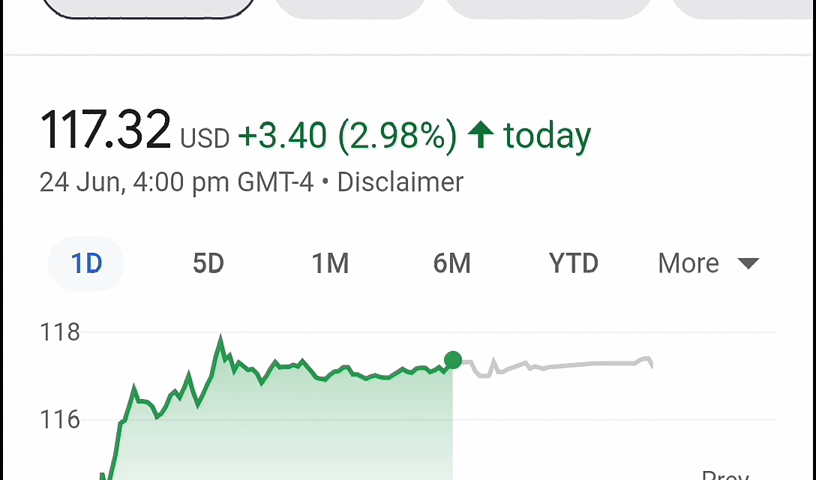 117.32 USD +3.40 (2.98%) ↑ today
24 Jun, 4:00 pm GMT-4 • Disclaimer
1D 5D 1M 6M YTD More
118
116
Prev